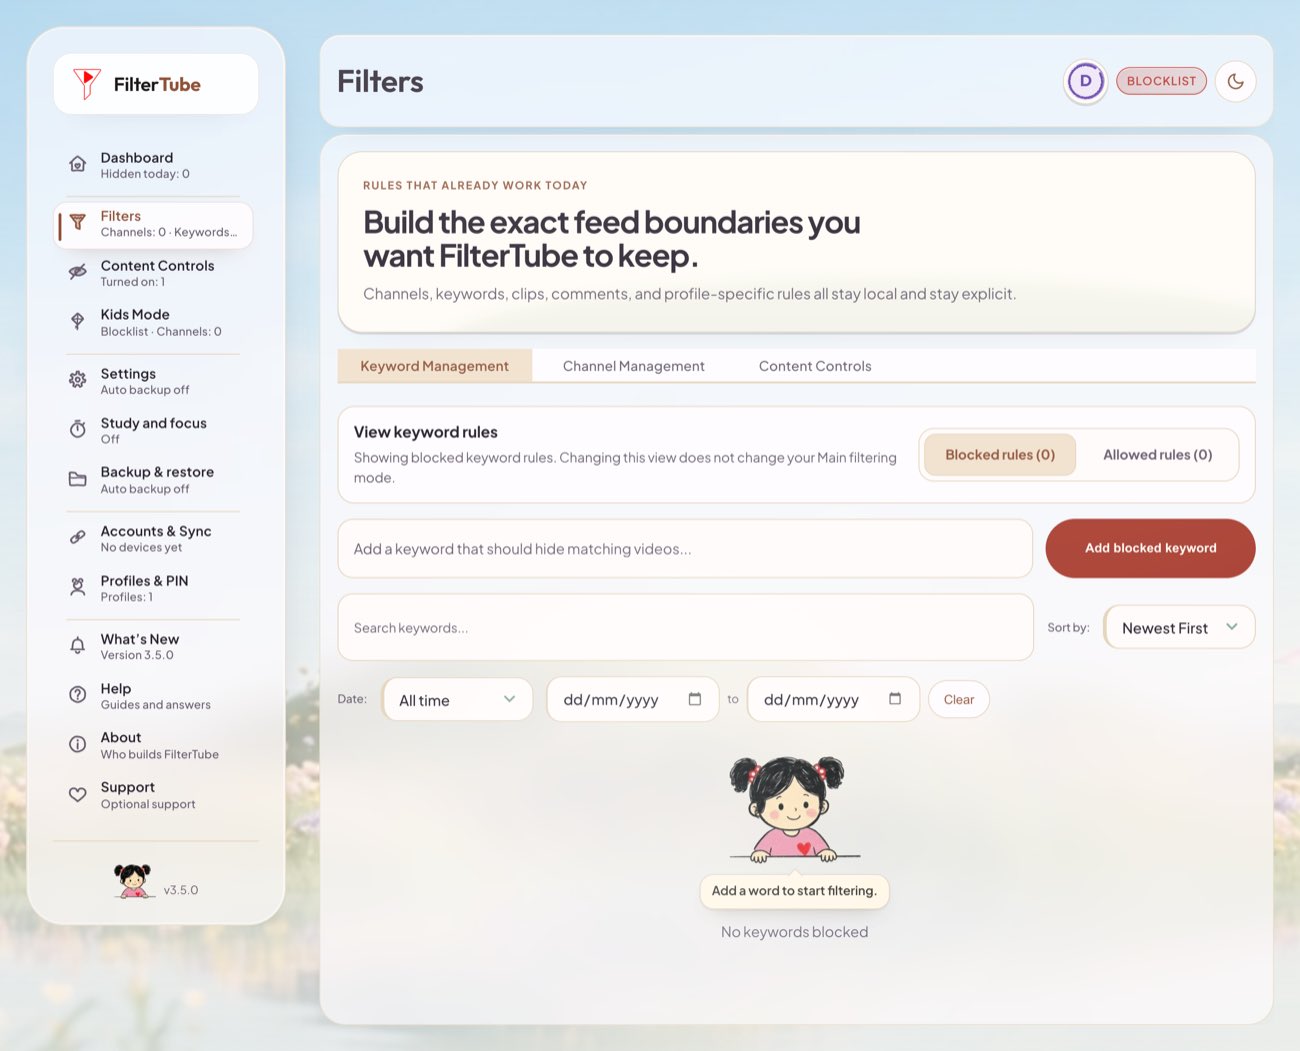 FilterTube
Dashboard
Hidden today: 0
Filters
Channels: 0 · Keywords...
Content Controls
Turned on: 1
Kids Mode
Blocklist · Channels: 0
Settings
Auto backup off
Study and focus
Off
Backup & restore
Auto backup off
Accounts & Sync
No devices yet
Profiles & PIN
Profiles: 1
What's New
Version 3.5.0
Help
Guides and answers
About
Who builds FilterTube
Support
Optional support
v3.5.0
Filters
D
BLOCKLIST
RULES THAT ALREADY WORK TODAY
Build the exact feed boundaries you
want FilterTube to keep.
Channels, keywords, clips, comments, and profile-specific rules all stay local and stay explicit.
Keyword Management
Channel Management
Content Controls
View keyword rules
Showing blocked keyword rules. Changing this view does not change your Main filtering
mode.
Blocked rules (0)
Allowed rules (0)
Add a keyword that should hide matching videos...
Add blocked keyword
Search keywords...
Sort by:
Newest First
Date:
All time
dd/mm/yyyy
to
dd/mm/yyyy
Clear
Add a word to start filtering.
No keywords blocked